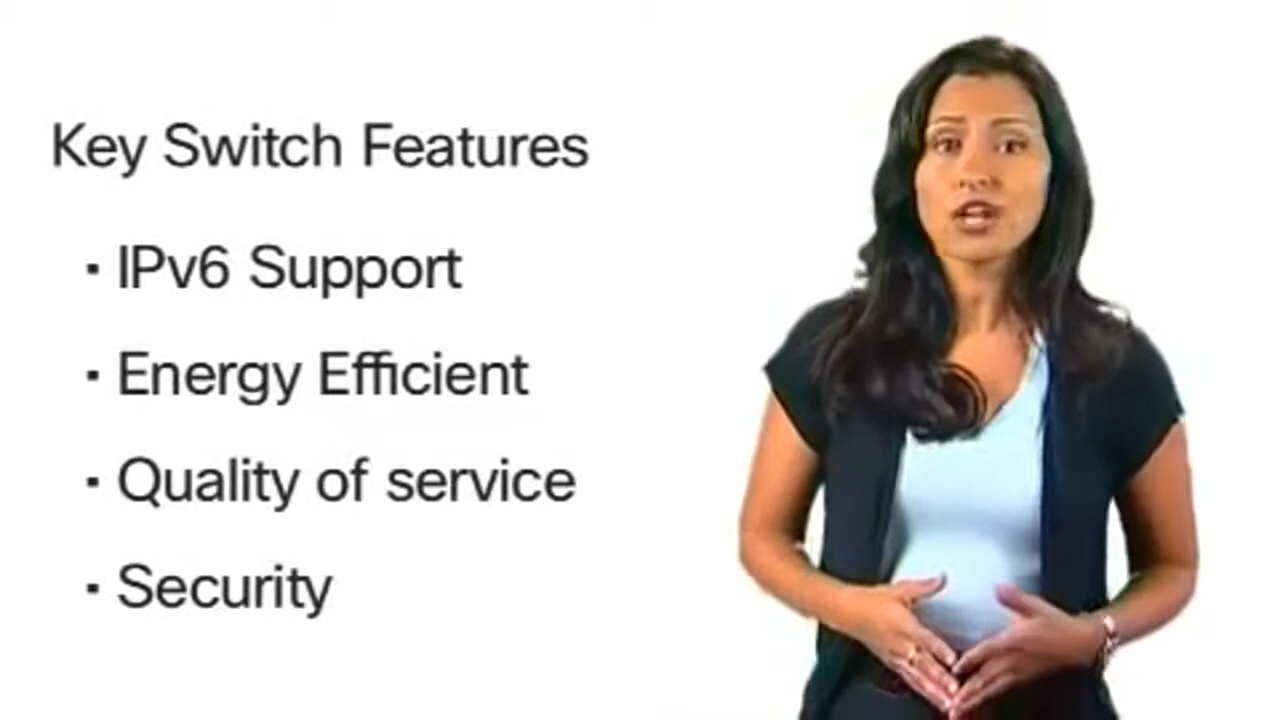 Key Switch Features
▪ IPv6 Support
▪ Energy Efficient
▪ Quality of service
▪ Security